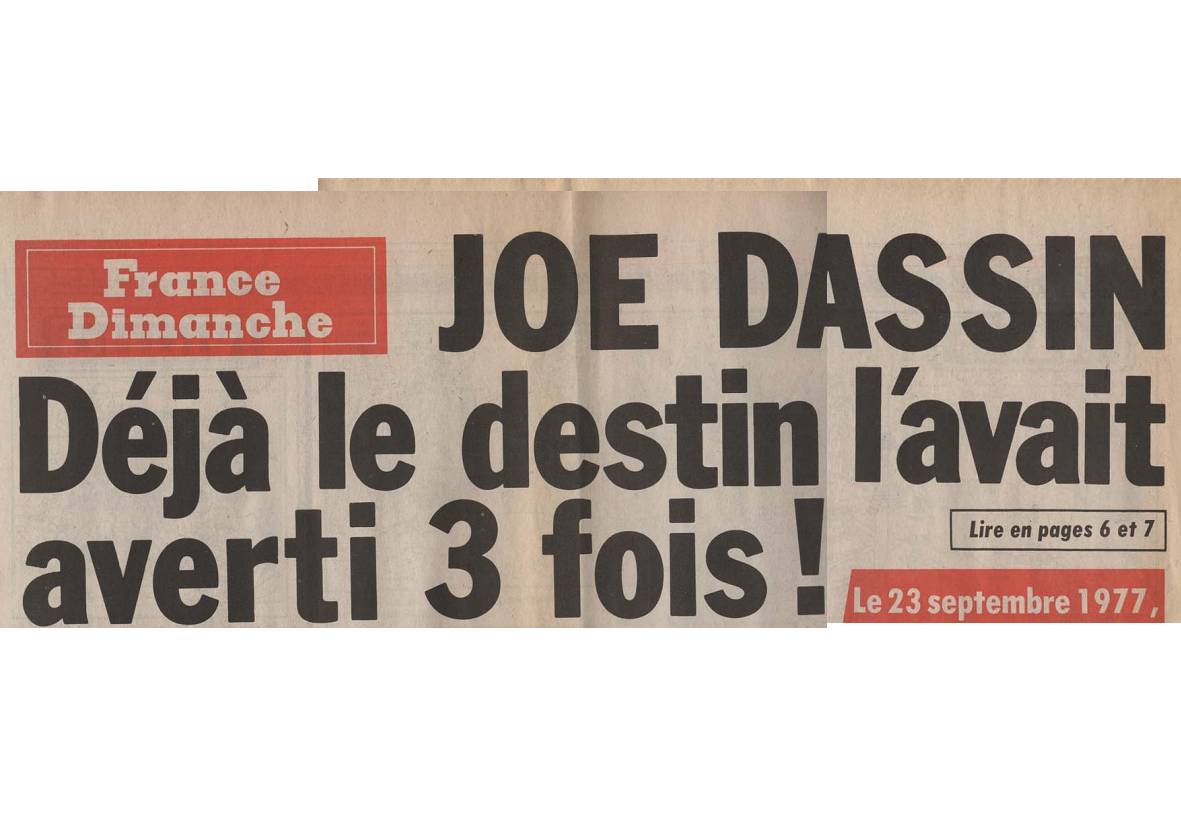 France
Dimanche
JOE DASSIN
Déjà le destin l'avait
averti 3 fois !
Lire en pages 6 et 7
Le 23 septembre 1977,